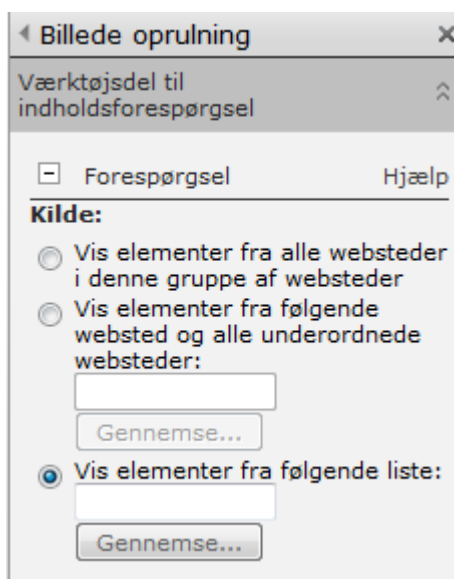 Billede oprulning
Værktøjsdel til
indholdsforespørgsel
Forespørgsel Hjælp
Kilde:
Vis elementer fra alle websteder
i denne gruppe af websteder
Vis elementer fra følgende
websted og alle underordnede
websteder:
Gennemse...
Vis elementer fra følgende liste:
Gennemse...